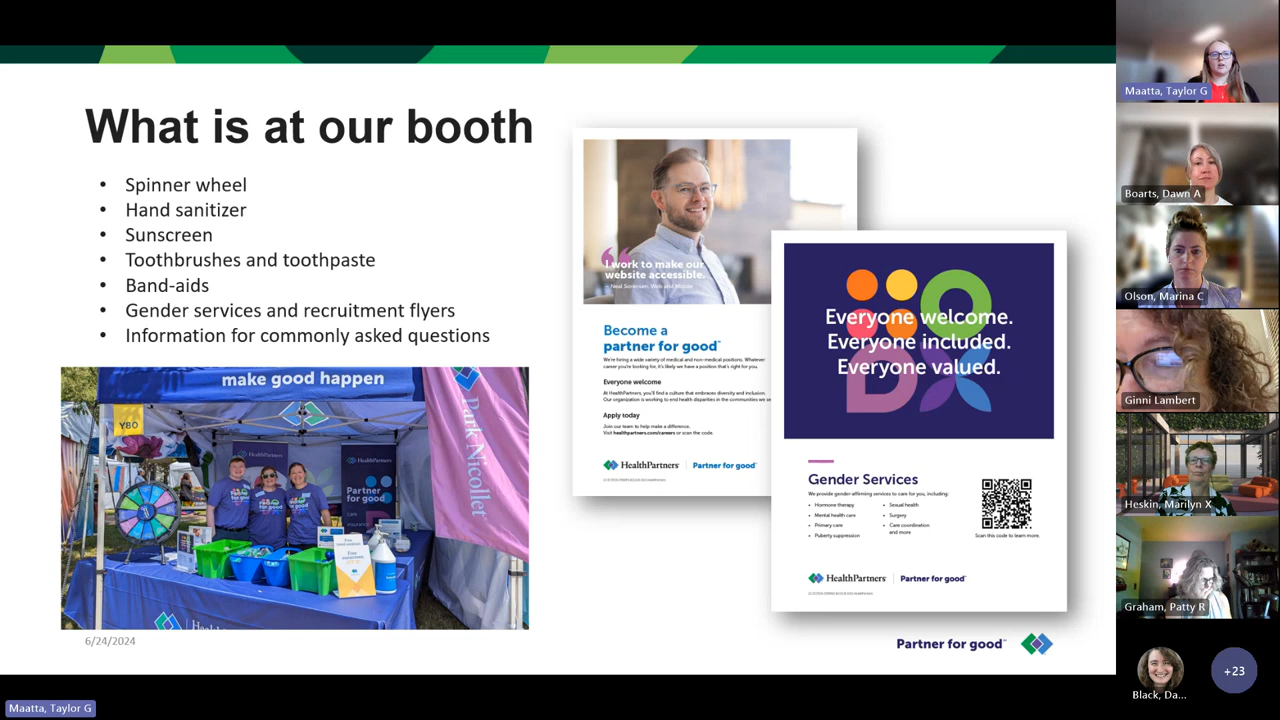 What is at our booth
• Spinner wheel
• Hand sanitizer
• Sunscreen
• Toothbrushes and toothpaste
• Band-aids
• Gender services and recruitment flyers
• Information for commonly asked questions
make good happen
Y80
HealthPartners
Partner
for good
Park Nicollet
6/24/2024
I work to make our
website accessible.
Become a
partner for good
We're hiring a wide variety of medical and non-medical positions. Whatever
career you're looking for, it's likely we have a position that's right for you.
Everyone welcome
At HealthPartners, you'll find a culture that embraces diversity and inclusion.
Our organization is working to end health disparities in the communities we se
Apply today
Join our team to help make a difference.
Visit healthpartners.com/careers or scan the code.
HealthPartners
Partner for good
Everyone welcome.
Everyone included.
Everyone valued.
Gender Services
We provide gender-affirming services to care for you, including:
• Hormone therapy
• Mental health care
• Primary care
• Puberty suppression
• Sexual health
• Surgery
• Care coordination
and more
Scan this code to learn more.
HealthPartners
Partner for good
Partner for good
Maatta, Taylor G
Boarts, Dawn A
Olson, Marina C
Ginni Lambert
Heskin, Marilyn X
Graham, Patty R
Black, Da...
+23
Maatta, Taylor G